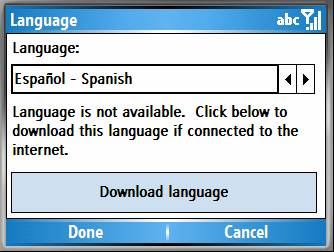 Language abc
Language:
Español - Spanish
Language is not available.  Click below to
download this language if connected to the
internet.
Download language
Done Cancel